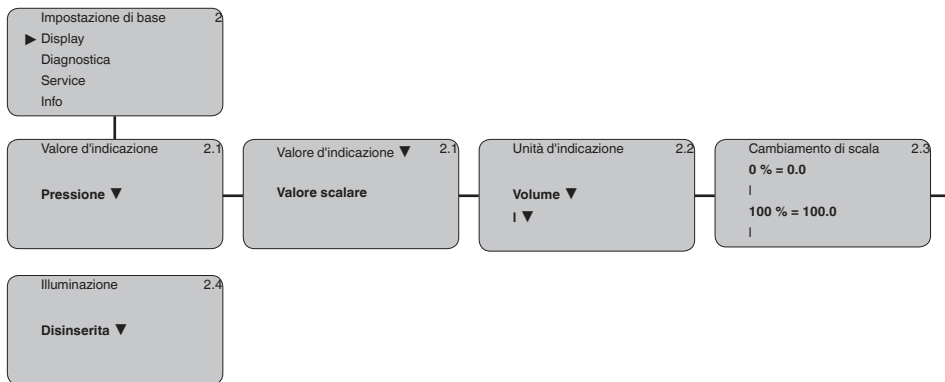 Impostazione di base 2
▶ Display
Diagnostica
Service
Info
Valore d'indicazione 2.1
Pressione ▼
Valore d'indicazione ▼ 2.1
Valore scalare
Unità d'indicazione 2.2
Volume ▼
l ▼
Cambiamento di scala 2.3
0 % = 0.0
l
100 % = 100.0
l
Illuminazione 2.4
Disinserita ▼